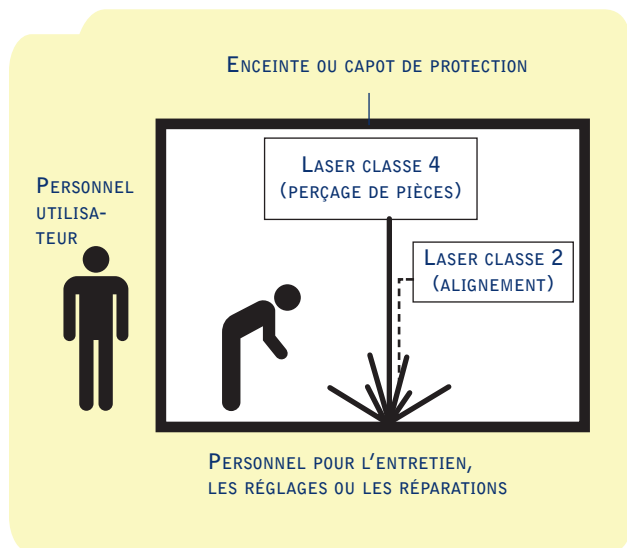 Enceinte ou capot de protection
Personnel
utilisa-
teur
Laser classe 4
(perçage de pièces)
Laser classe 2
(alignement)
Personnel pour l'entretien,
les réglages ou les réparations